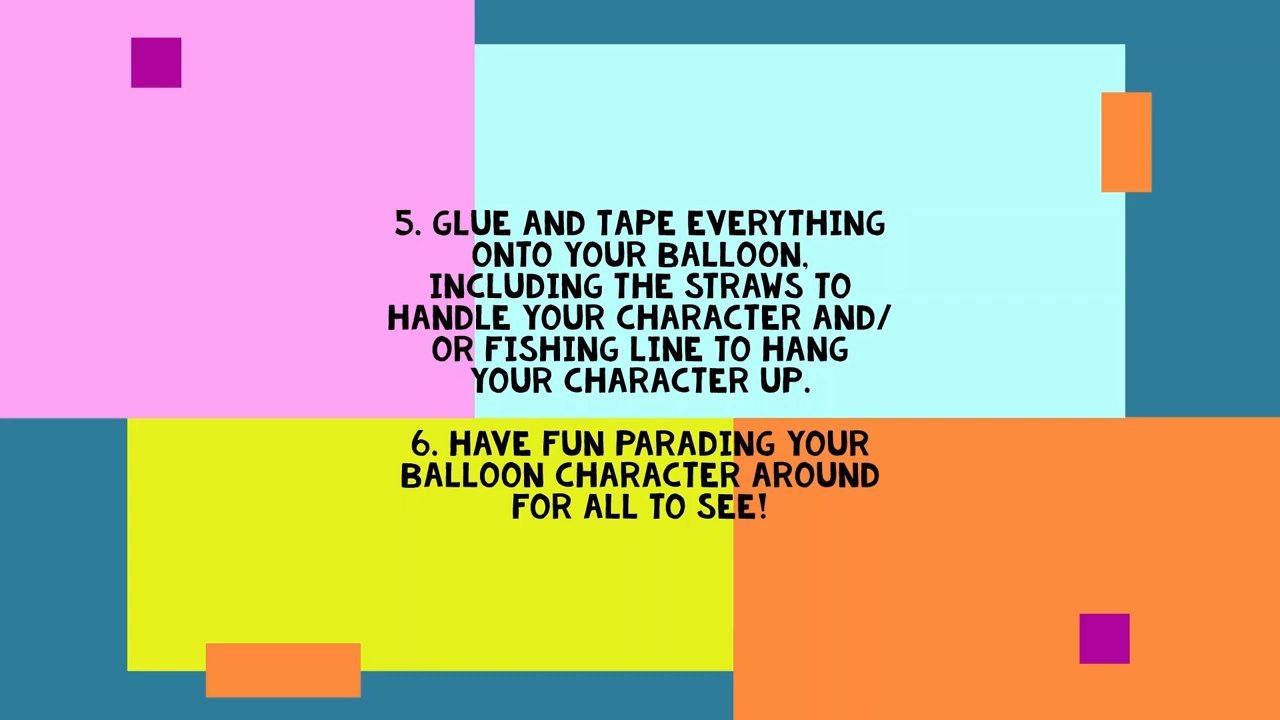 5. GLUE AND TAPE EVERYTHING
ONTO YOUR BALLOON,
INCLUDING THE STRAWS TO
HANDLE YOUR CHARACTER AND/
OR FISHING LINE TO HANG
YOUR CHARACTER UP.
6. HAVE FUN PARADING YOUR
BALLOON CHARACTER AROUND
FOR ALL TO SEE!